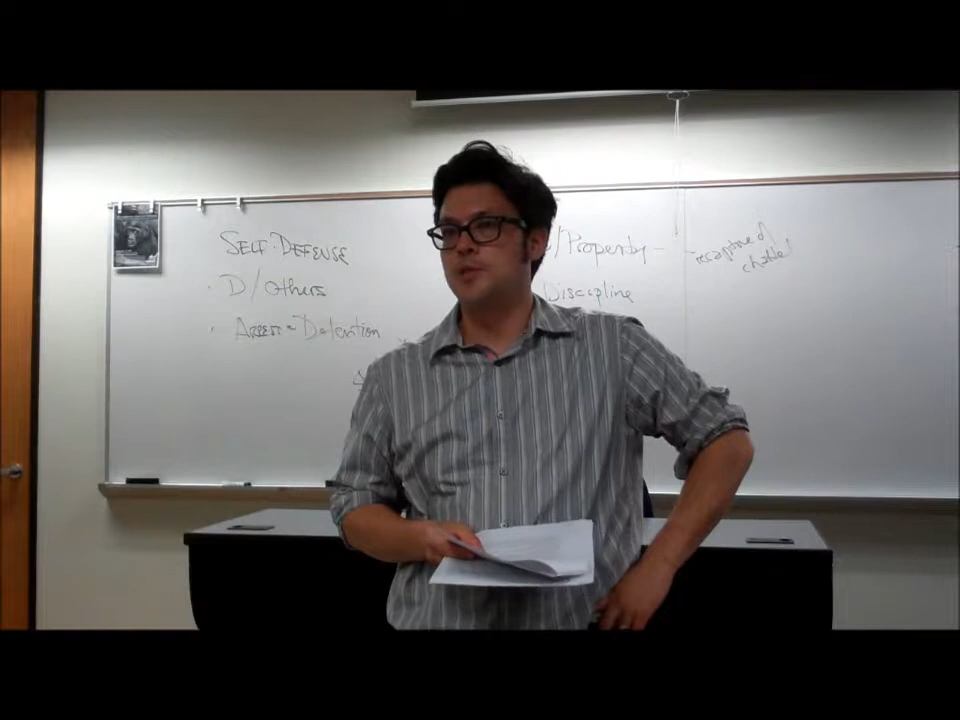 SELF-DEFENSE
D/Others
Arrest - Detention
/Property - recapture of
chattel
Discipline